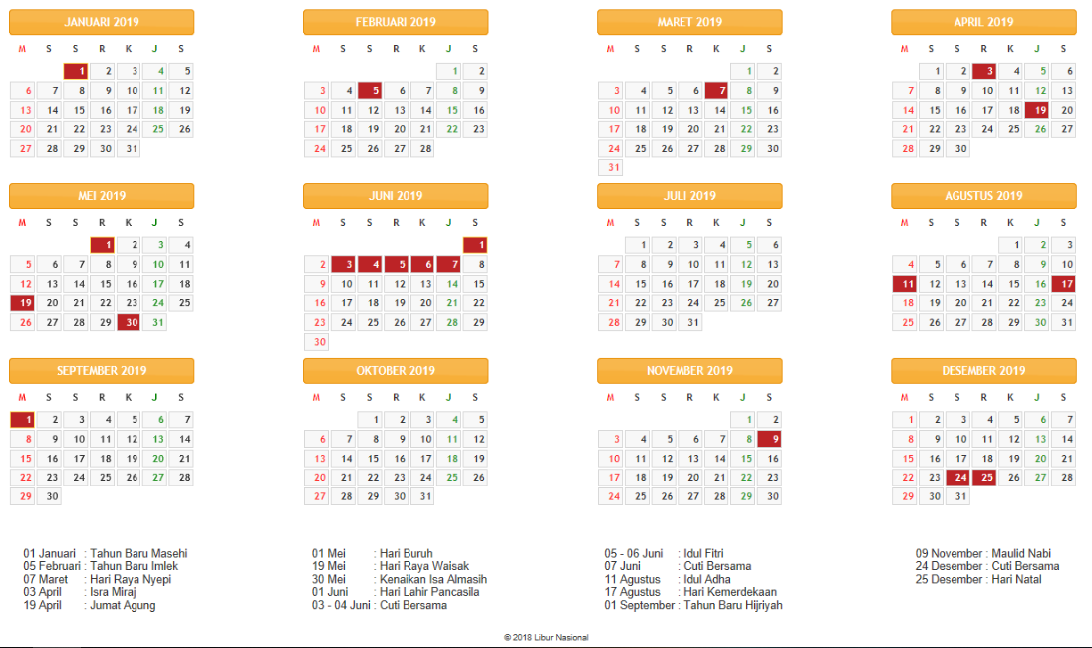 JANUARI 2019
M S S R K J S
1 2 3 4 5
6 7 8 9 10 11 12
13 14 15 16 17 18 19
20 21 22 23 24 25 26
27 28 29 30 31
FEBRUARI 2019
M S S R K J S
1 2
3 4 5 6 7 8 9
10 11 12 13 14 15 16
17 18 19 20 21 22 23
24 25 26 27 28
MARET 2019
M S S R K J S
1 2
3 4 5 6 7 8 9
10 11 12 13 14 15 16
17 18 19 20 21 22 23
24 25 26 27 28 29 30
31
APRIL 2019
M S S R K J S
1 2 3 4 5 6
7 8 9 10 11 12 13
14 15 16 17 18 19 20
21 22 23 24 25 26 27
28 29 30
MEI 2019
M S S R K J S
1 2 3 4
5 6 7 8 9 10 11
12 13 14 15 16 17 18
19 20 21 22 23 24 25
26 27 28 29 30 31
JUNI 2019
M S S R K J S
1
2 3 4 5 6 7 8
9 10 11 12 13 14 15
16 17 18 19 20 21 22
23 24 25 26 27 28 29
30
JULI 2019
M S S R K J S
1 2 3 4 5 6
7 8 9 10 11 12 13
14 15 16 17 18 19 20
21 22 23 24 25 26 27
28 29 30 31
AGUSTUS 2019
M S S R K J S
1 2 3
4 5 6 7 8 9 10
11 12 13 14 15 16 17
18 19 20 21 22 23 24
25 26 27 28 29 30 31
SEPTEMBER 2019
M S S R K J S
1 2 3 4 5 6 7
8 9 10 11 12 13 14
15 16 17 18 19 20 21
22 23 24 25 26 27 28
29 30
OKTOBER 2019
M S S R K J S
1 2 3 4 5
6 7 8 9 10 11 12
13 14 15 16 17 18 19
20 21 22 23 24 25 26
27 28 29 30 31
NOVEMBER 2019
M S S R K J S
1 2
3 4 5 6 7 8 9
10 11 12 13 14 15 16
17 18 19 20 21 22 23
24 25 26 27 28 29 30
DESEMBER 2019
M S S R K J S
1 2 3 4 5 6 7
8 9 10 11 12 13 14
15 16 17 18 19 20 21
22 23 24 25 26 27 28
29 30 31
01 Januari : Tahun Baru Masehi
05 Februari : Tahun Baru Imlek
07 Maret : Hari Raya Nyepi
03 April : Isra Miraj
19 April : Jumat Agung
01 Mei : Hari Buruh
19 Mei : Hari Raya Waisak
30 Mei : Kenaikan Isa Almasih
01 Juni : Hari Lahir Pancasila
03 - 04 Juni : Cuti Bersama
05 - 06 Juni : Idul Fitri
07 Juni : Cuti Bersama
11 Agustus : Idul Adha
17 Agustus : Hari Kemerdekaan
01 September : Tahun Baru Hijriyah
09 November : Maulid Nabi
24 Desember : Cuti Bersama
25 Desember : Hari Natal
© 2018 Libur Nasional